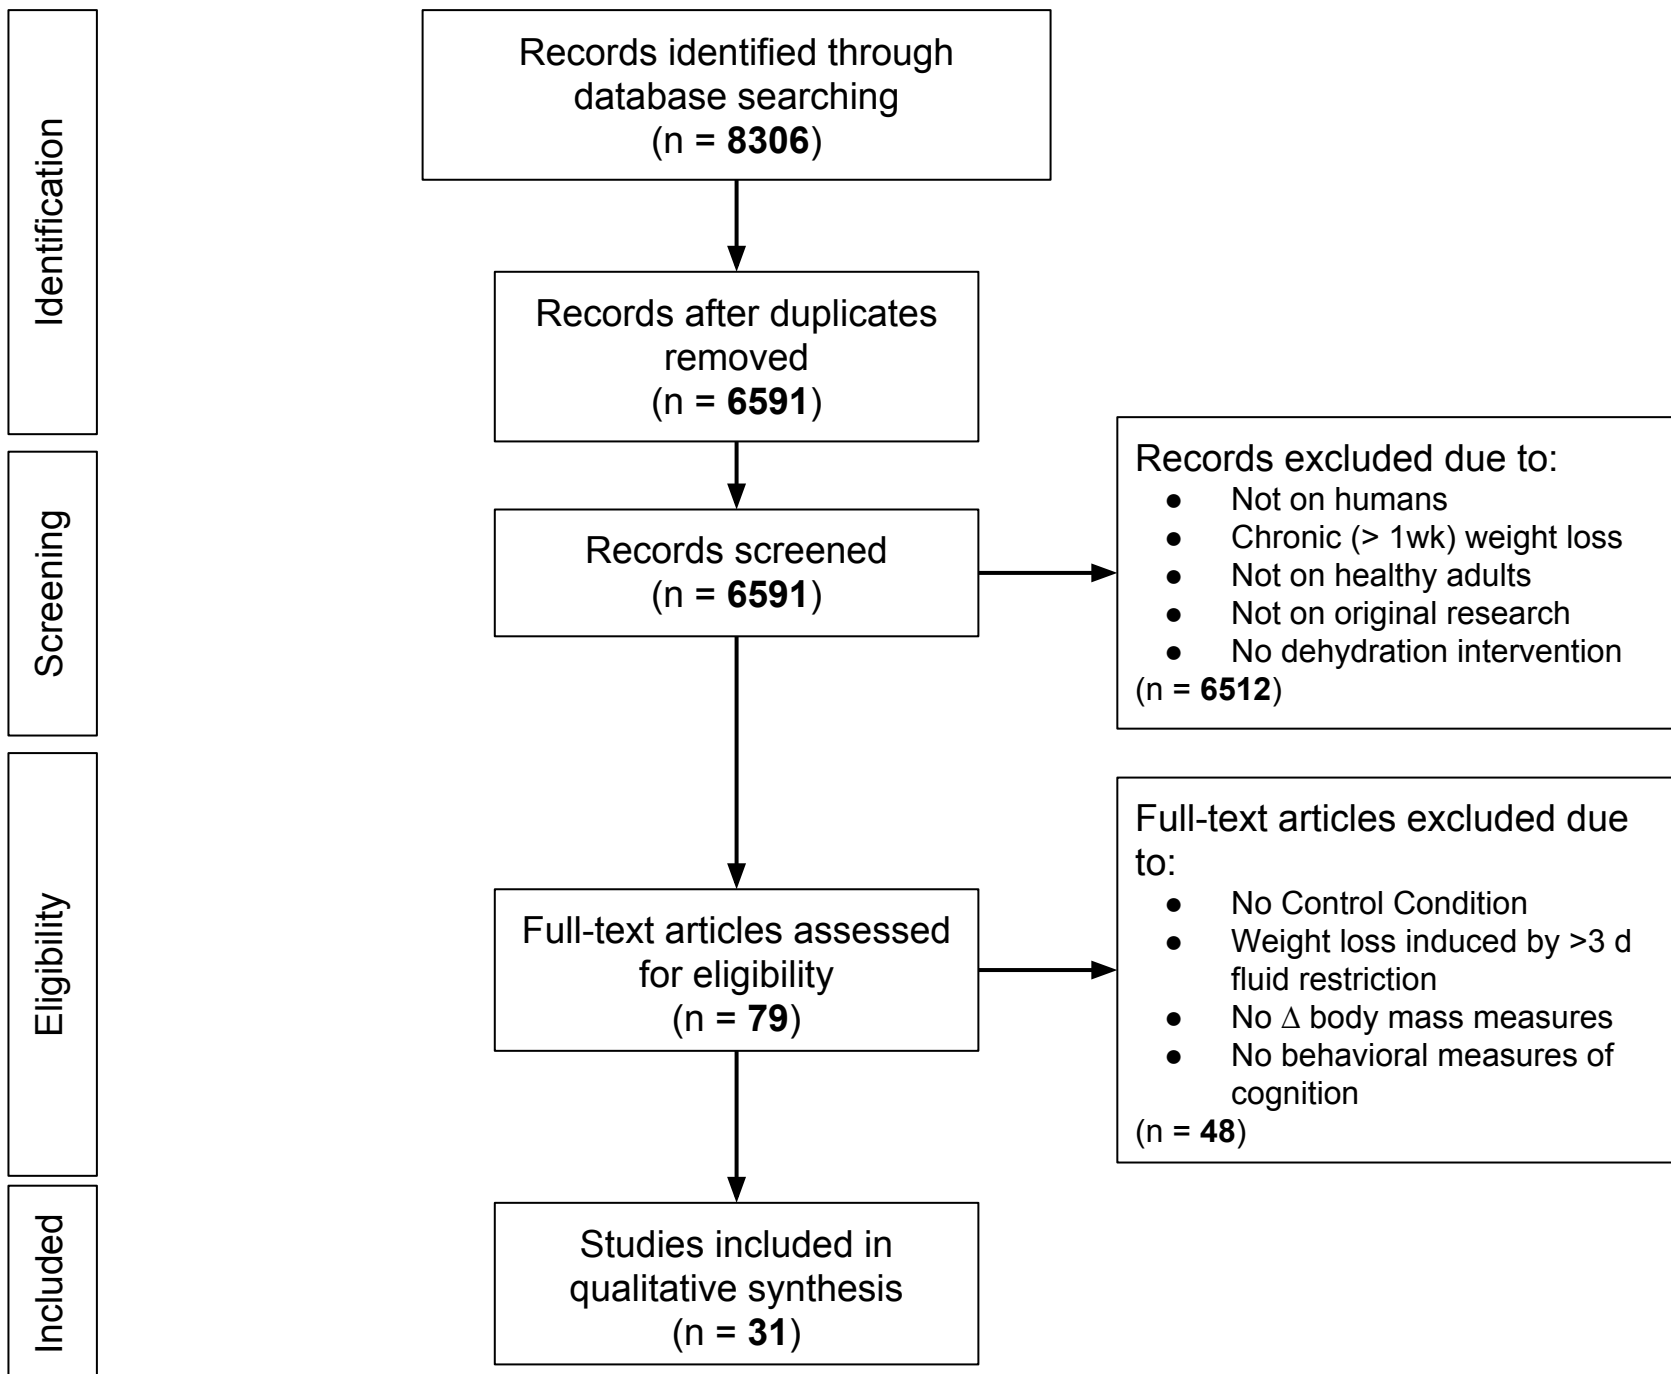 Identification
Records identified through
database searching
(n = 8306)
Records after duplicates
removed
(n = 6591)
Screening
Records screened
(n = 6591)
Records excluded due to:
● Not on humans
● Chronic (> 1wk) weight loss
● Not on healthy adults
● Not on original research
● No dehydration intervention
(n = 6512)
Eligibility
Full-text articles assessed
for eligibility
(n = 79)
Full-text articles excluded due
to:
● No Control Condition
● Weight loss induced by >3 d
fluid restriction
● No Δ body mass measures
● No behavioral measures of
cognition
(n = 48)
Included
Studies included in
qualitative synthesis
(n = 31)